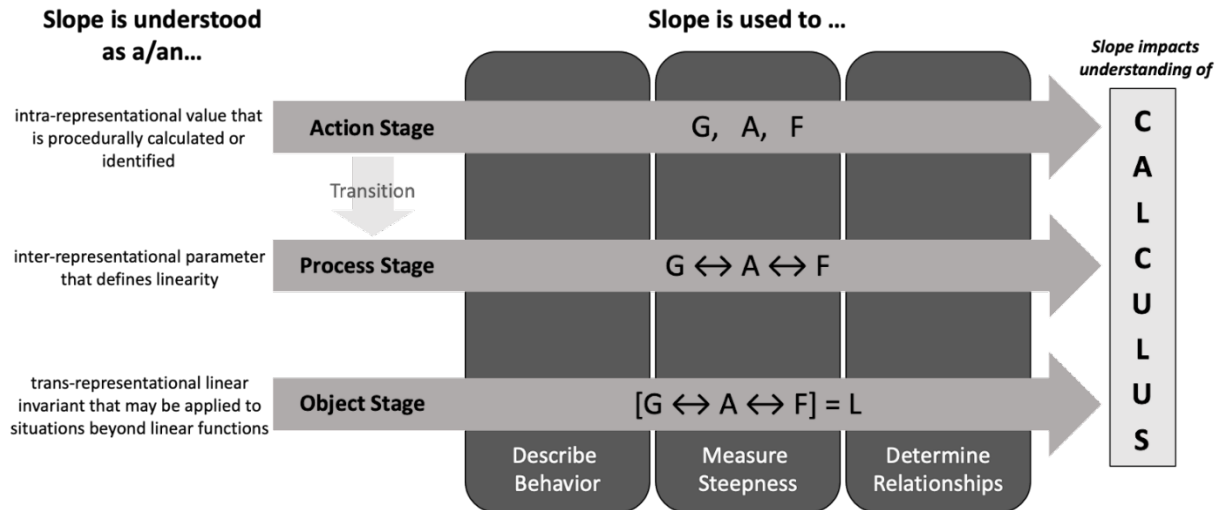 Slope is understood
as a/an...
Slope is used to ...
Slope impacts
understanding of
intra-representational value that
is procedurally calculated or
identified
Action Stage
G, A, F
Transition
inter-representational parameter
that defines linearity
Process Stage
G ↔ A ↔ F
trans-representational linear
invariant that may be applied to
situations beyond linear functions
Object Stage
[G ↔ A ↔ F] = L
Describe
Behavior
Measure
Steepness
Determine
Relationships
C
A
L
C
U
L
U
S